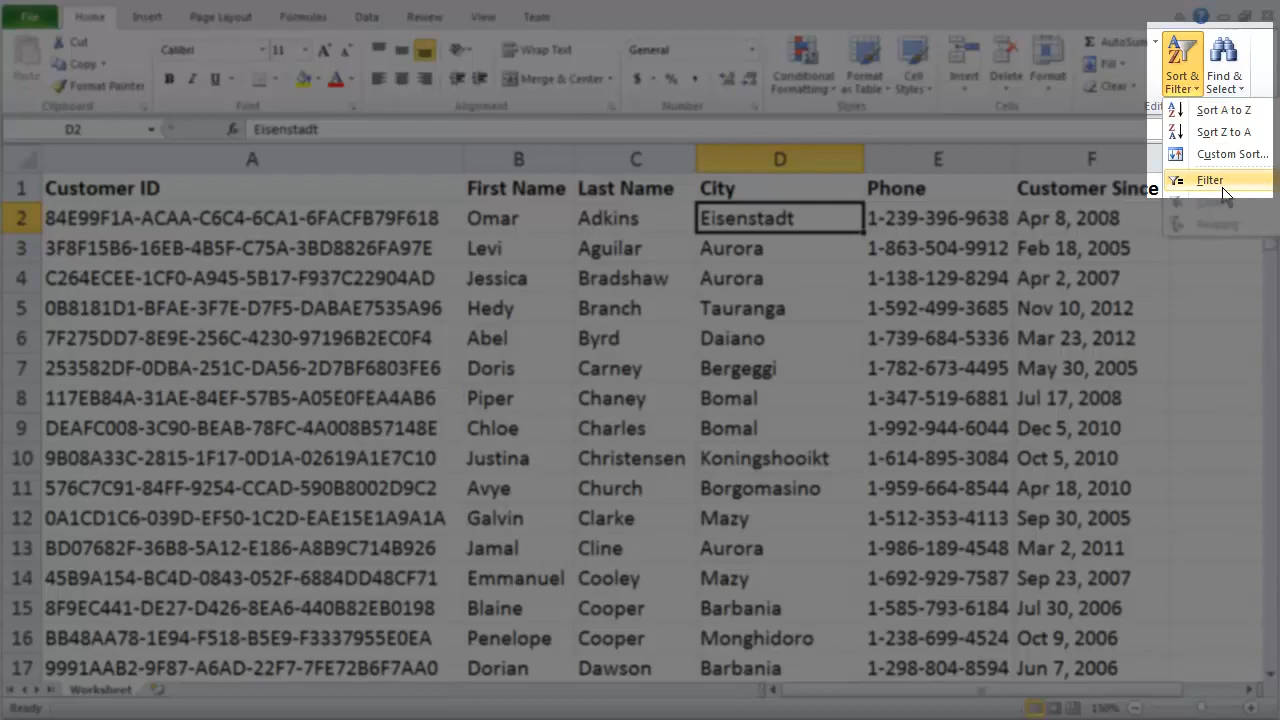 File Home Insert Page Layout Formulas Data Review View Team
Cut Calibri 11 Wrap Text General AutoSum
Paste Copy Fill
Format Painter B I U Merge & Center $ % , Conditional Formatting Format as Table Cell Styles Insert Delete Format Clear Sort & Filter Find & Select
Clipboard Font Alignment Number Styles Cells
Sort A to Z
Sort Z to A
Custom Sort...
Filter
D2 fx Eisenstadt
A B C D E F
1 Customer ID First Name Last Name City Phone Customer Since
2 84E99F1A-ACAA-C6C4-6CA1-6FACFB79F618 Omar Adkins Eisenstadt 1-239-396-9638 Apr 8, 2008
3 3F8F15B6-16EB-4B5F-C75A-3BD8826FA97E Levi Aguilar Aurora 1-863-504-9912 Feb 18, 2005
4 C264ECEE-1CF0-A945-5B17-F937C22904AD Jessica Bradshaw Aurora 1-138-129-8294 Apr 2, 2007
5 0B8181D1-BFAE-3F7E-D7F5-DABAE7535A96 Hedy Branch Tauranga 1-592-499-3685 Nov 10, 2012
6 7F275DD7-8E9E-256C-4230-97196B2EC0F4 Abel Byrd Daiano 1-739-684-5336 Mar 23, 2012
7 253582DF-0DBA-251C-DA56-2D7BF6803FE6 Doris Carney Bergeggi 1-782-673-4495 May 30, 2005
8 117EB84A-31AE-84EF-57B5-A05E0FEA4AB6 Piper Chaney Bomal 1-347-519-6881 Jul 17, 2008
9 DEAFC008-3C90-BEAB-78FC-4A008B57148E Chloe Charles Bomal 1-992-944-6044 Dec 5, 2010
10 9B08A33C-2815-1F17-0D1A-02619A1E7C10 Justina Christensen Koningshooikt 1-614-895-3084 Oct 5, 2010
11 576C7C91-84FF-9254-CCAD-590B8002D9C2 Avye Church Borgomasino 1-959-664-8544 Apr 18, 2010
12 0A1CD1C6-039D-EF50-1C2D-EAE15E1A9A1A Galvin Clarke Mazy 1-512-353-4113 Sep 30, 2005
13 BD07682F-36B8-5A12-E186-A8B9C714B926 Jamal Cline Aurora 1-986-189-4548 Mar 2, 2011
14 45B9A154-BC4D-0843-052F-6884DD48CF71 Emmanuel Cooley Mazy 1-692-929-7587 Sep 23, 2007
15 8F9EC441-DE27-D426-8EA6-440B82EB0198 Blaine Cooper Barbania 1-585-793-6184 Jul 30, 2006
16 BB48AA78-1E94-F518-B5E9-F3337955E0EA Penelope Cooper Monghidoro 1-238-699-4524 Oct 9, 2006
17 9991AAB2-9F87-A6AD-22F7-7FE72B6F7AA0 Dorian Dawson Barbania 1-298-804-8594 Jun 7, 2006
Worksheet
Ready 150%